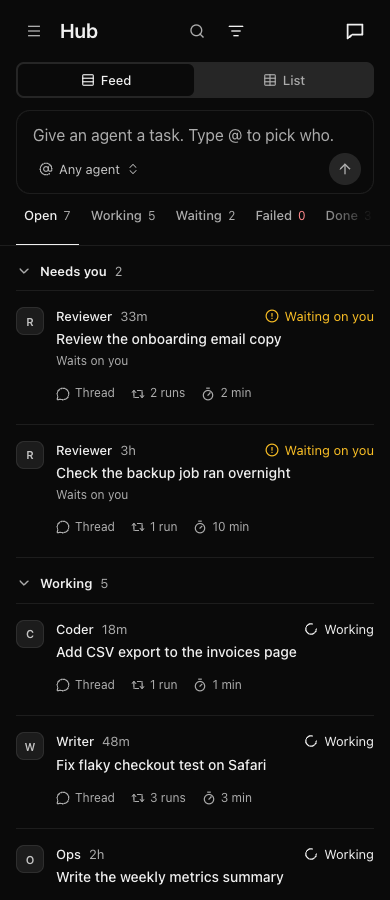 Hub
Feed
List
Give an agent a task. Type @ to pick who.
@ Any agent
Open 7 Working 5 Waiting 2 Failed 0 Done 3
Needs you 2
R Reviewer 33m Waiting on you
Review the onboarding email copy
Waits on you
Thread 2 runs 2 min
R Reviewer 3h Waiting on you
Check the backup job ran overnight
Waits on you
Thread 1 run 10 min
Working 5
C Coder 18m Working
Add CSV export to the invoices page
Thread 1 run 1 min
W Writer 48m Working
Fix flaky checkout test on Safari
Thread 3 runs 3 min
O Ops 2h Working
Write the weekly metrics summary